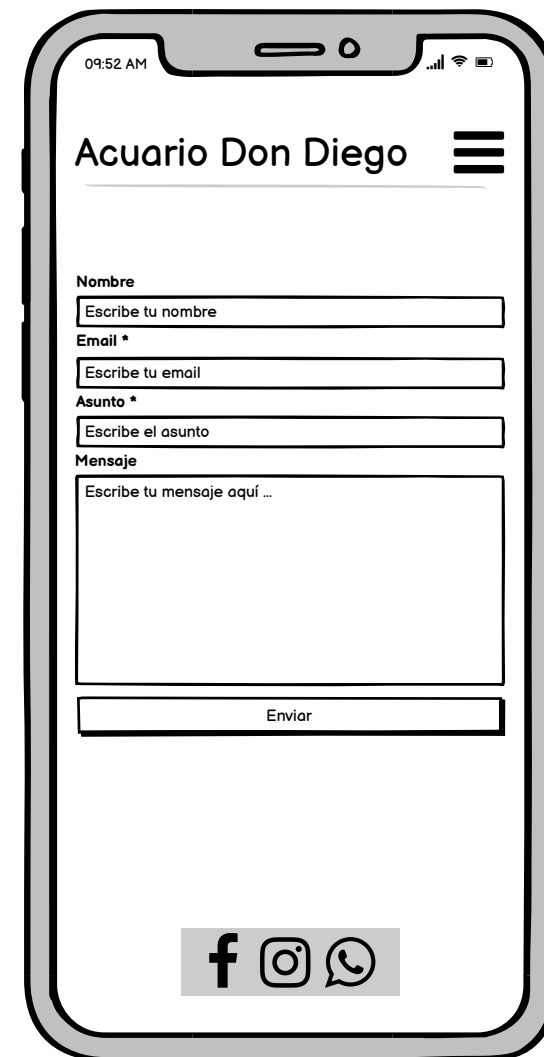 09:52 AM
Acuario Don Diego
Nombre
Escribe tu nombre
Email *
Escribe tu email
Asunto *
Escribe el asunto
Mensaje
Escribe tu mensaje aquí ...
Enviar